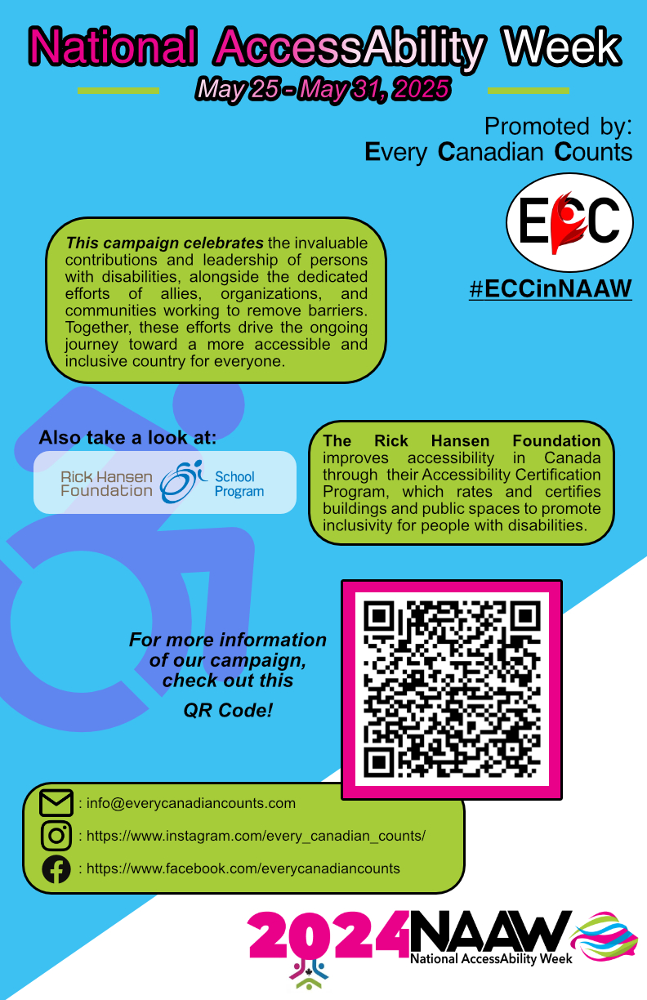 National AccessAbility Week
May 25 - May 31, 2025
Promoted by:
Every Canadian Counts
ECC
#ECCinNAAW
This campaign celebrates the invaluable
contributions and leadership of persons
with disabilities, alongside the dedicated
efforts of allies, organizations, and
communities working to remove barriers.
Together, these efforts drive the ongoing
journey toward a more accessible and
inclusive country for everyone.
Also take a look at:
Rick Hansen
Foundation
School
Program
The Rick Hansen Foundation
improves accessibility in Canada
through their Accessibility Certification
Program, which rates and certifies
buildings and public spaces to promote
inclusivity for people with disabilities.
For more information
of our campaign,
check out this
QR Code!
: info@everycanadiancounts.com
: https://www.instagram.com/every_canadian_counts/
: https://www.facebook.com/everycanadiancounts
2024 NAAW
National AccessAbility Week